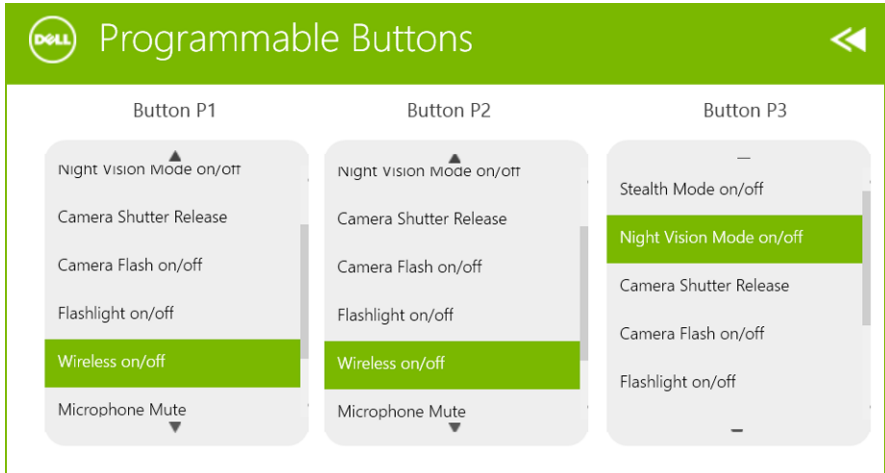 DELL
Programmable Buttons
Button P1
Night Vision Mode on/off
Camera Shutter Release
Camera Flash on/off
Flashlight on/off
Wireless on/off
Microphone Mute
Button P2
Night Vision Mode on/off
Camera Shutter Release
Camera Flash on/off
Flashlight on/off
Wireless on/off
Microphone Mute
Button P3
Stealth Mode on/off
Night Vision Mode on/off
Camera Shutter Release
Camera Flash on/off
Flashlight on/off